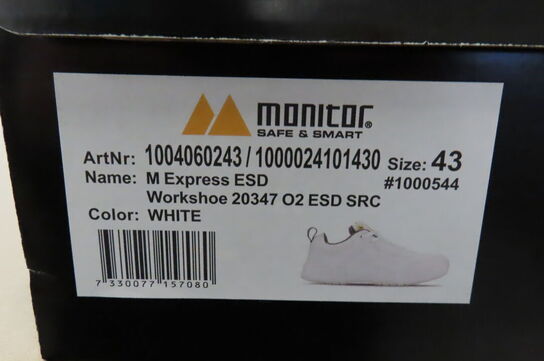 monitor®
SAFE & SMART
ArtNr: 1004060243 / 1000024101430 Size: 43
Name: M Express ESD #1000544
Workshoe 20347 O2 ESD SRC
Color: WHITE
7 330077 157080